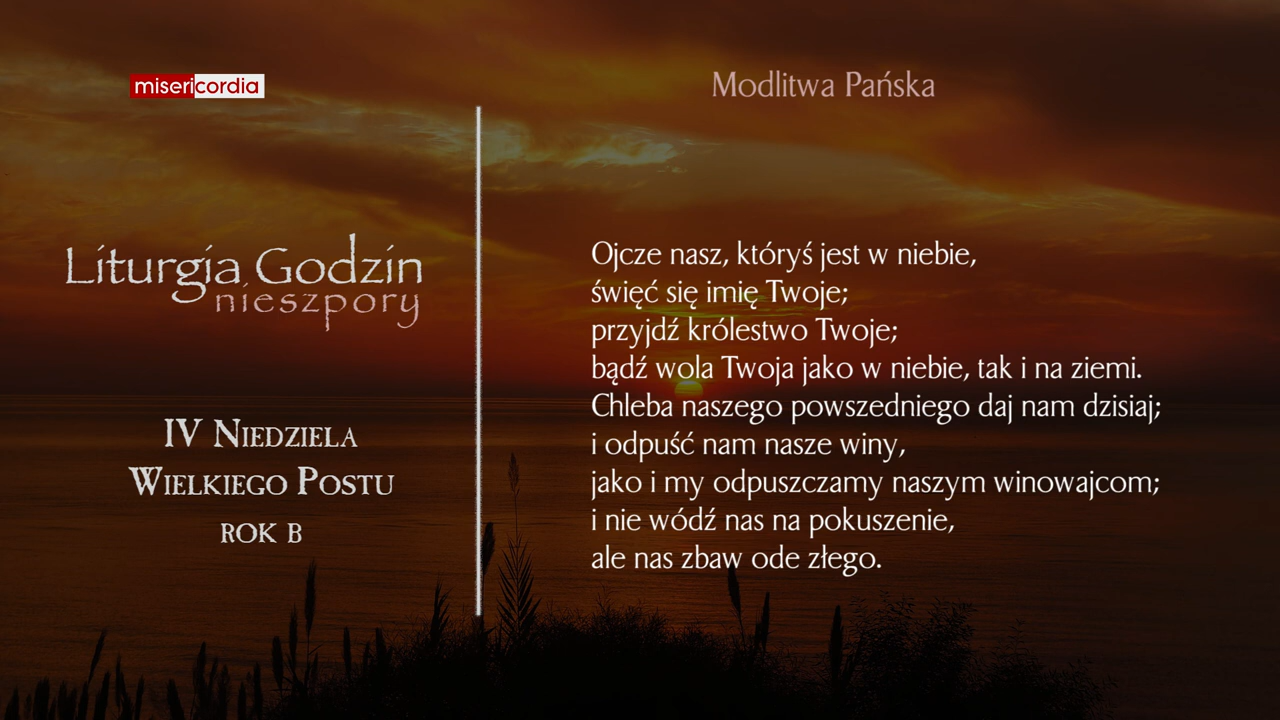 misericordia
Liturgia Godzin
nieszpory
IV Niedziela
Wielkiego Postu
rok B
Modlitwa Pańska
Ojcze nasz, któryś jest w niebie,
święć się imię Twoje;
przyjdź królestwo Twoje;
bądź wola Twoja jako w niebie, tak i na ziemi.
Chleba naszego powszedniego daj nam dzisiaj;
i odpuść nam nasze winy,
jako i my odpuszczamy naszym winowajcom;
i nie wódź nas na pokuszenie,
ale nas zbaw ode złego.